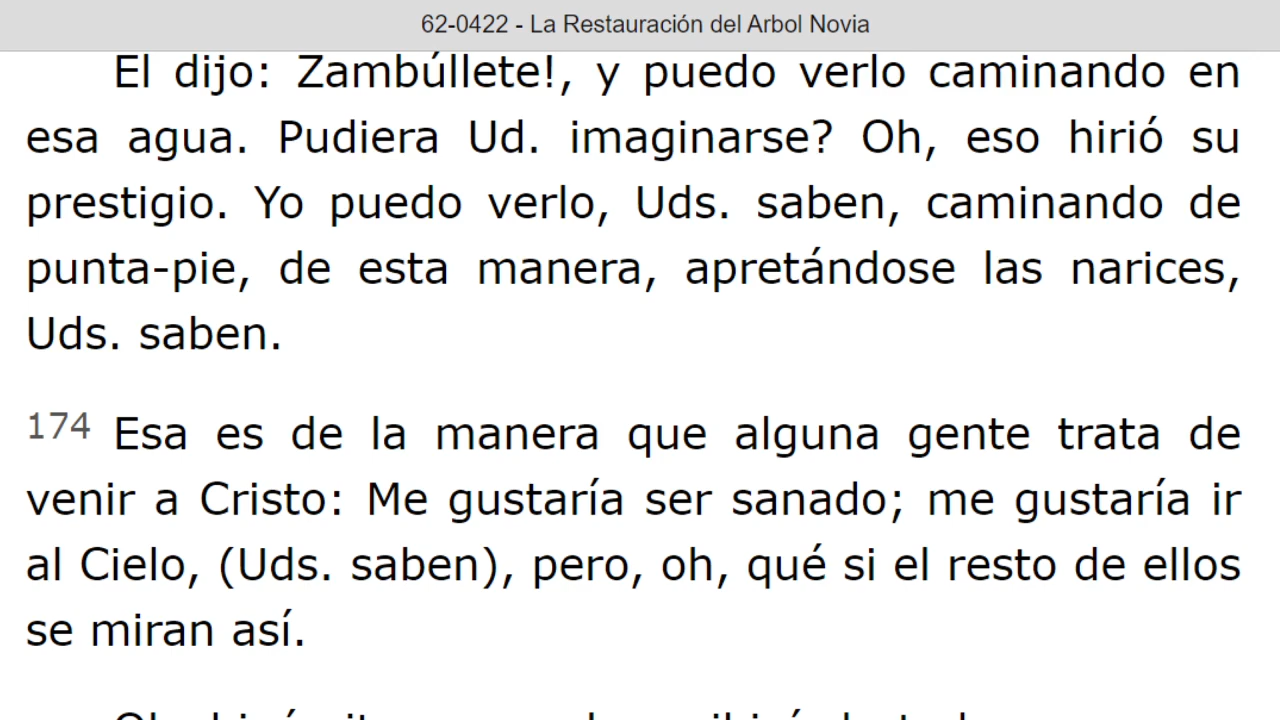 62-0422 - La Restauración del Arbol Novia
El dijo: Zambúllete!, y puedo verlo caminando en
esa agua. Pudiera Ud. imaginarse? Oh, eso hirió su
prestigio. Yo puedo verlo, Uds. saben, caminando de
punta-pie, de esta manera, apretándose las narices,
Uds. saben.
174 Esa es de la manera que alguna gente trata de
venir a Cristo: Me gustaría ser sanado; me gustaría ir
al Cielo, (Uds. saben), pero, oh, qué si el resto de ellos
se miran así.